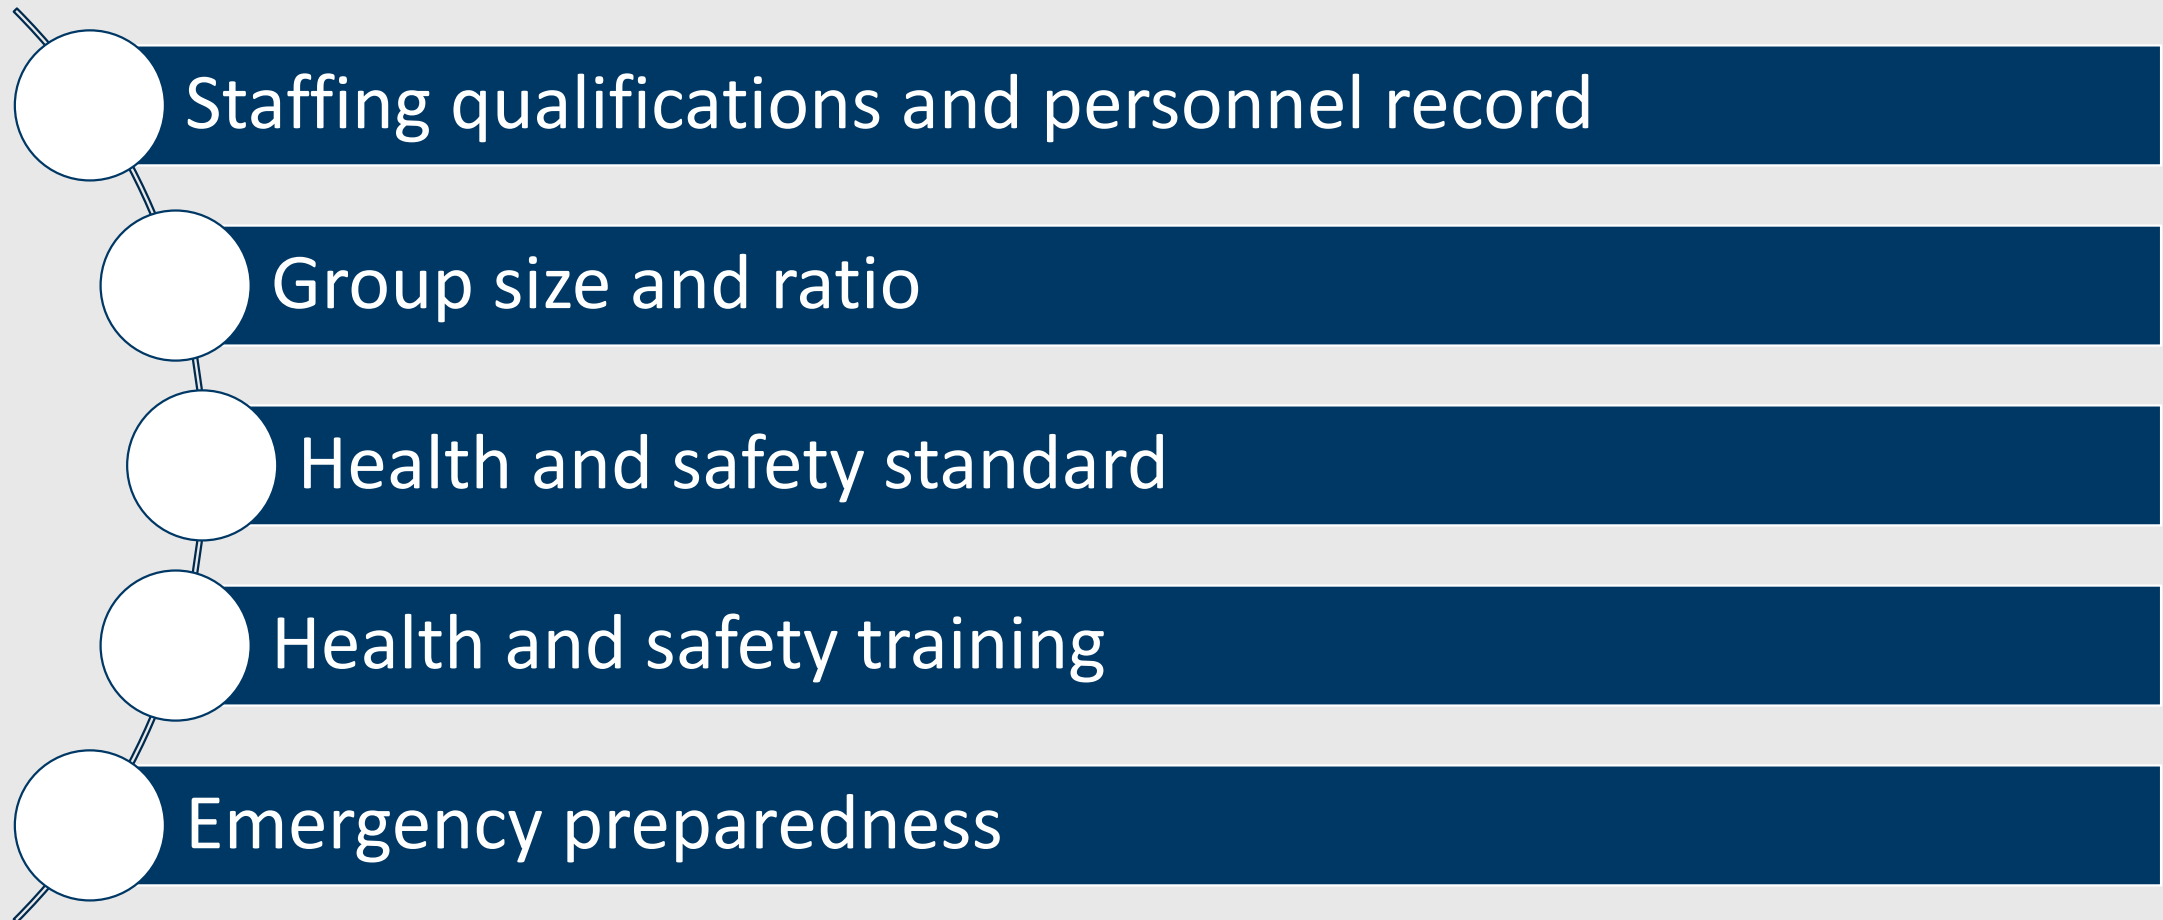 Staffing qualifications and personnel record
Group size and ratio
Health and safety standard
Health and safety training
Emergency preparedness